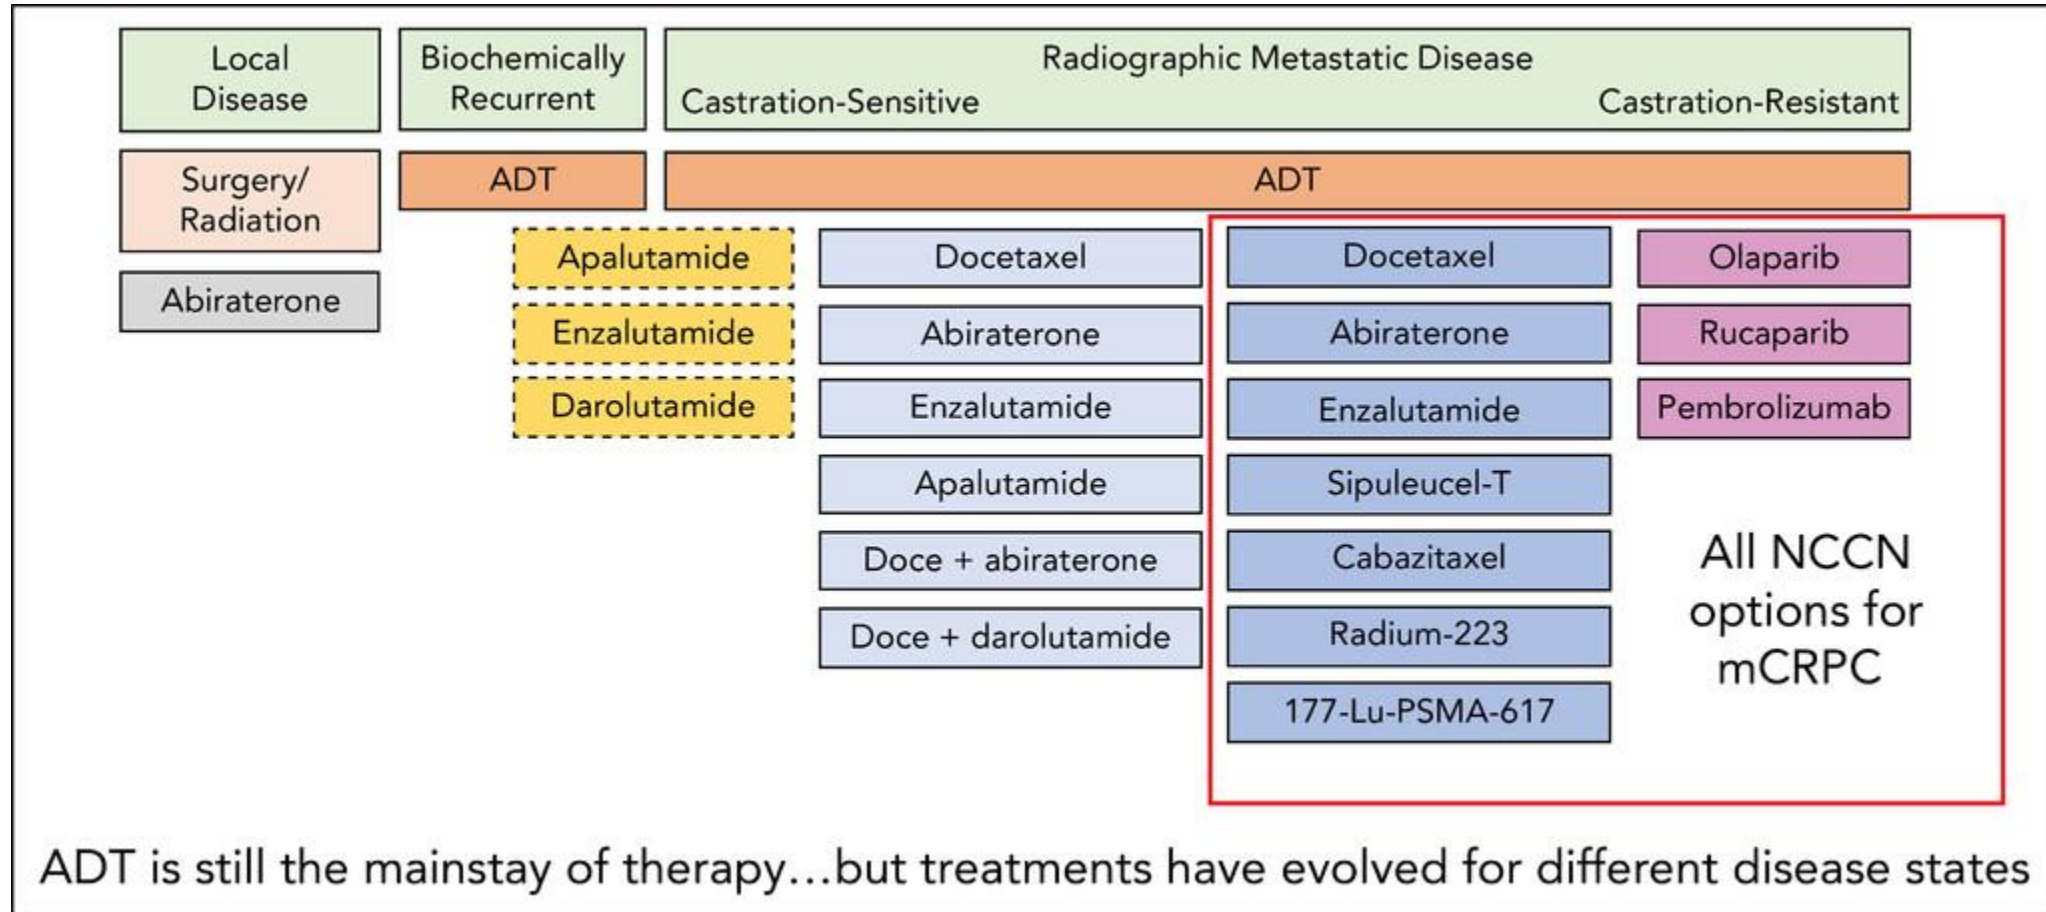 Local
Disease
Biochemically
Recurrent
Radiographic Metastatic Disease
Castration-Sensitive
Castration-Resistant
Surgery/
Radiation
ADT
ADT
Abiraterone
Apalutamide
Enzalutamide
Darolutamide
Docetaxel
Abiraterone
Enzalutamide
Apalutamide
Doce + abiraterone
Doce + darolutamide
Docetaxel
Abiraterone
Enzalutamide
Sipuleucel-T
Cabazitaxel
Radium-223
177-Lu-PSMA-617
Olaparib
Rucaparib
Pembrolizumab
All NCCN
options for
mCRPC
ADT is still the mainstay of therapy...but treatments have evolved for different disease states